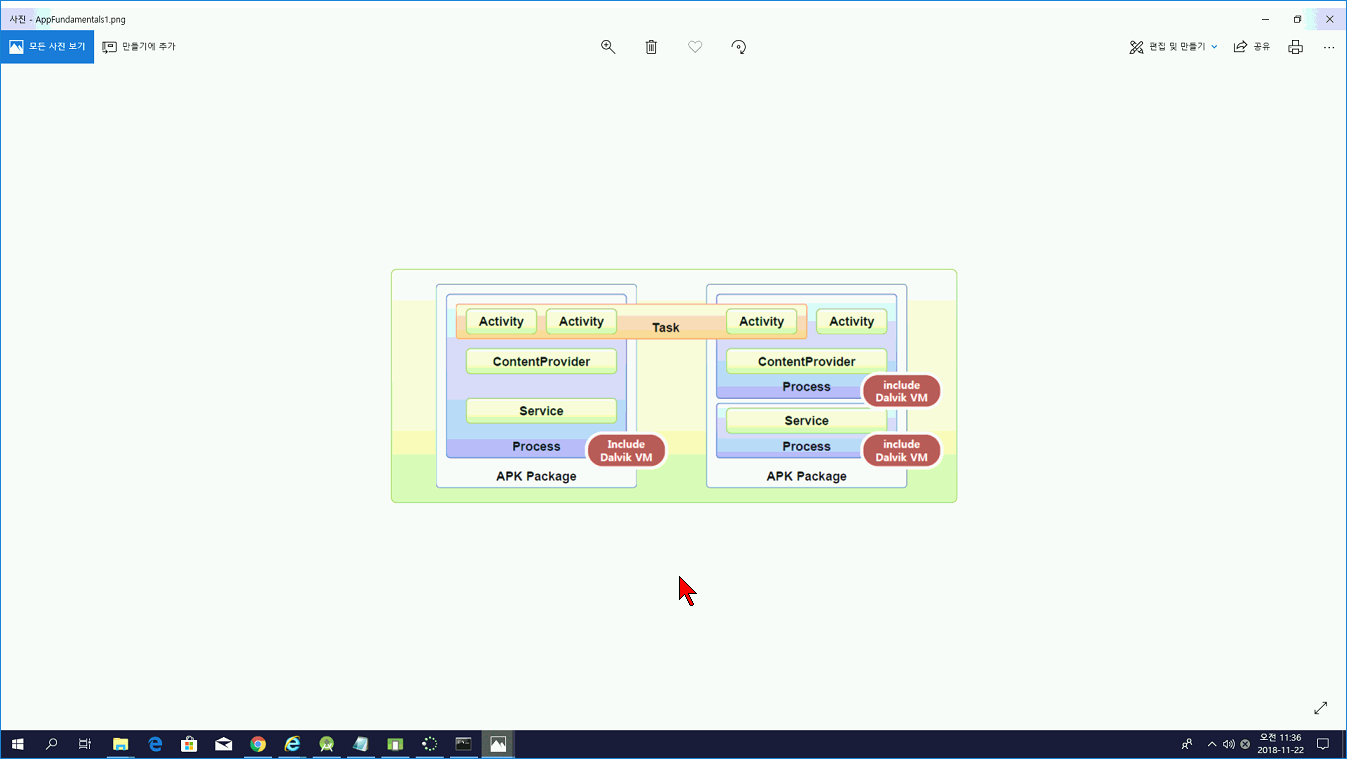 사진 - AppFundamentals1.png
모든 사진 보기
만들기에 추가
편집 및 만들기
공유
Activity
Activity
Task
Activity
Activity
ContentProvider
ContentProvider
Process
include
Dalvik VM
Service
Service
Process
Include
Dalvik VM
Process
include
Dalvik VM
APK Package
APK Package
오전 11:36
2018-11-22